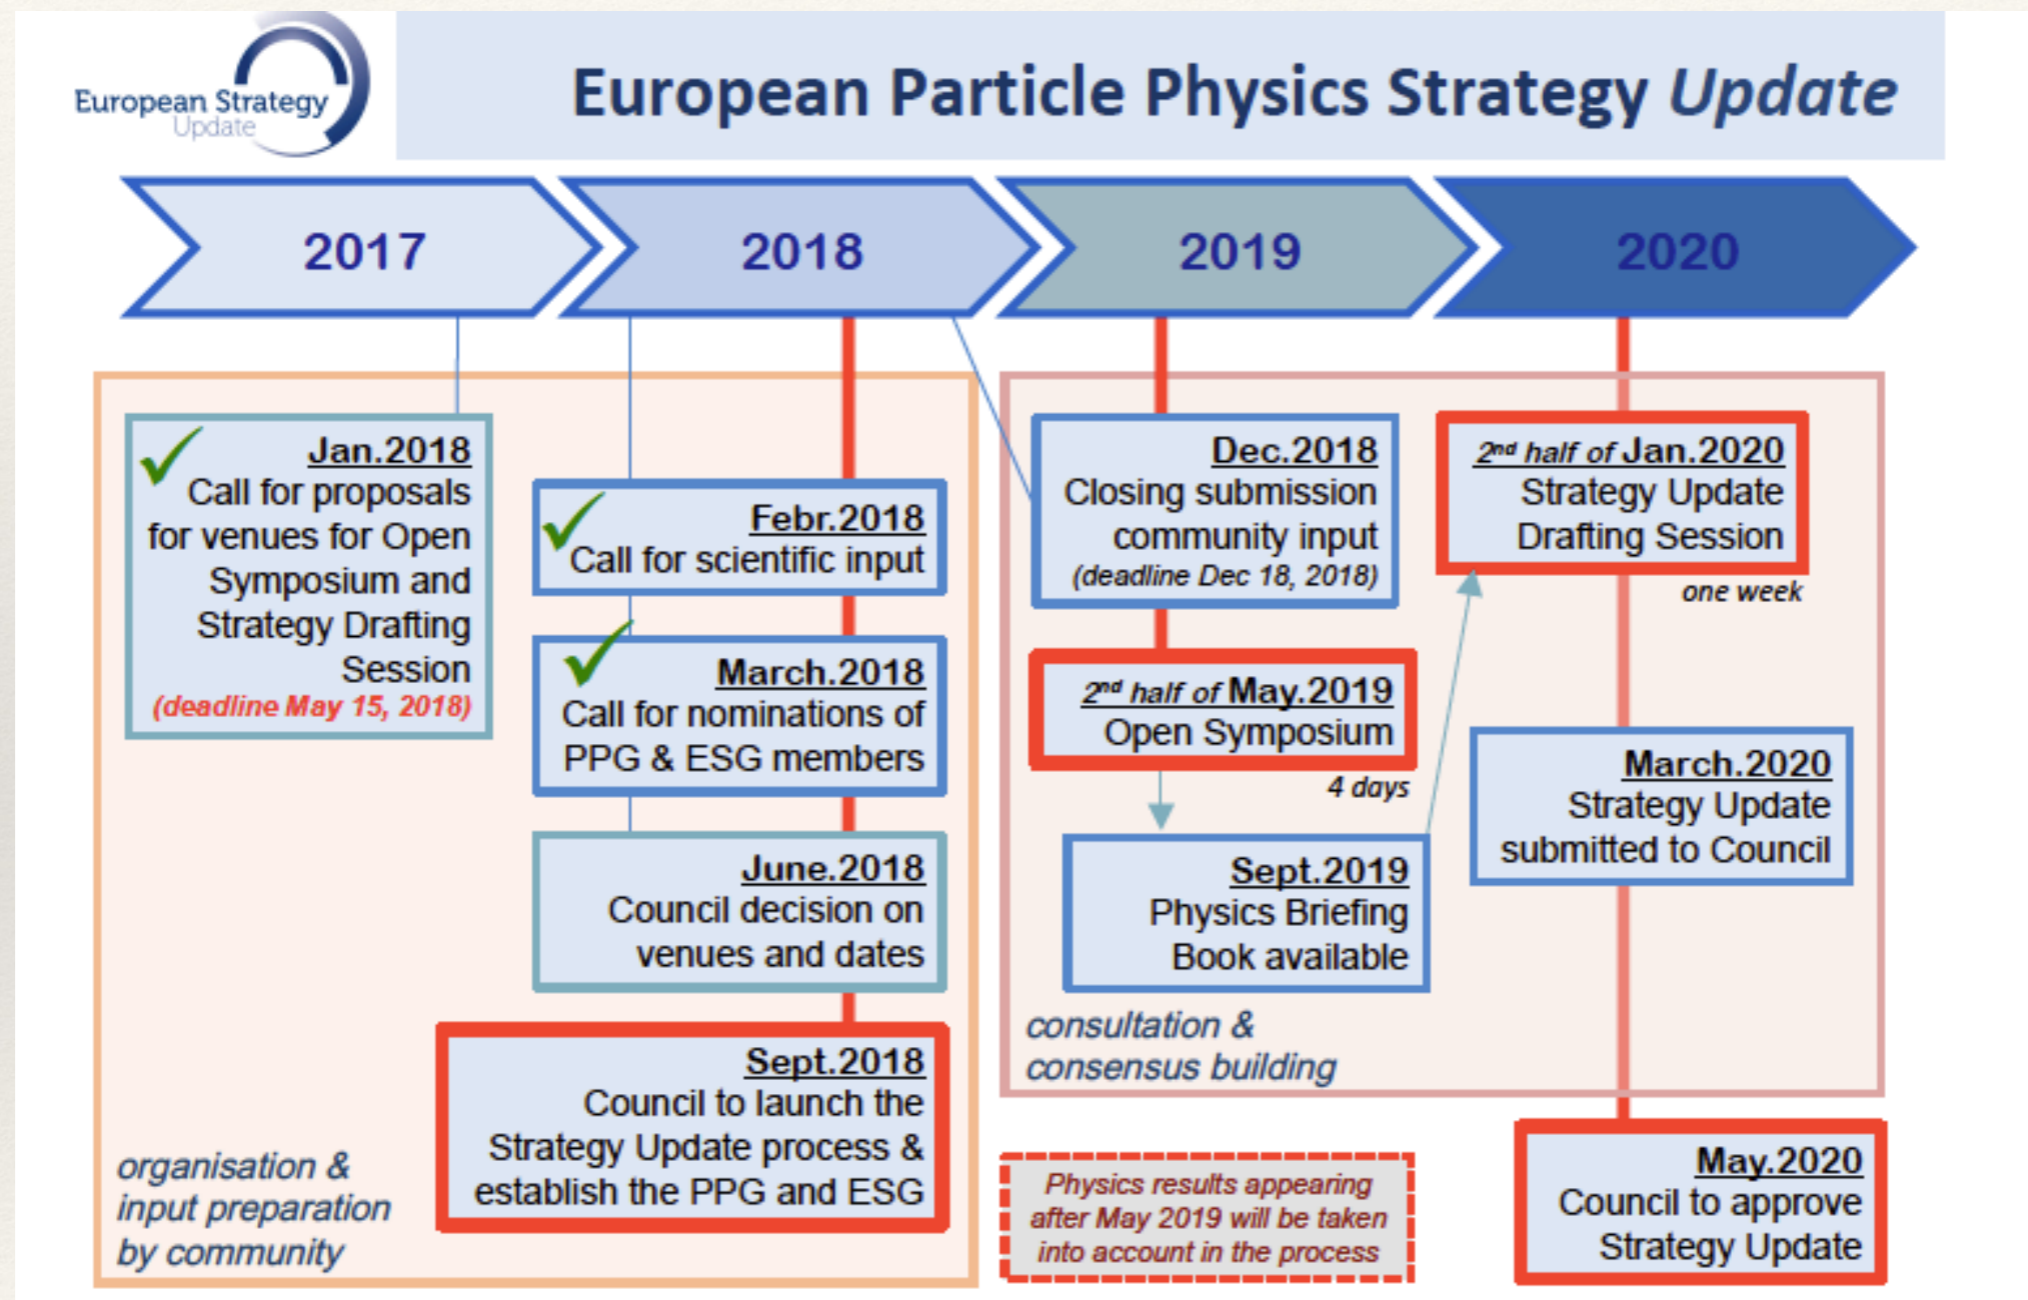 European Strategy
Update
European Particle Physics Strategy Update
2017
2018
2019
2020
Jan.2018
Call for proposals
for venues for Open
Symposium and
Strategy Drafting
Session
(deadline May 15, 2018)
Febr.2018
Call for scientific input
March.2018
Call for nominations of
PPG & ESG members
June.2018
Council decision on
venues and dates
Sept.2018
Council to launch the
Strategy Update process &
establish the PPG and ESG
organisation &
input preparation
by community
Dec.2018
Closing submission
community input
(deadline Dec 18, 2018)
2nd half of May.2019
Open Symposium
4 days
Sept.2019
Physics Briefing
Book available
consultation &
consensus building
2nd half of Jan.2020
Strategy Update
Drafting Session
one week
March.2020
Strategy Update
submitted to Council
Physics results appearing
after May 2019 will be taken
into account in the process
May.2020
Council to approve
Strategy Update